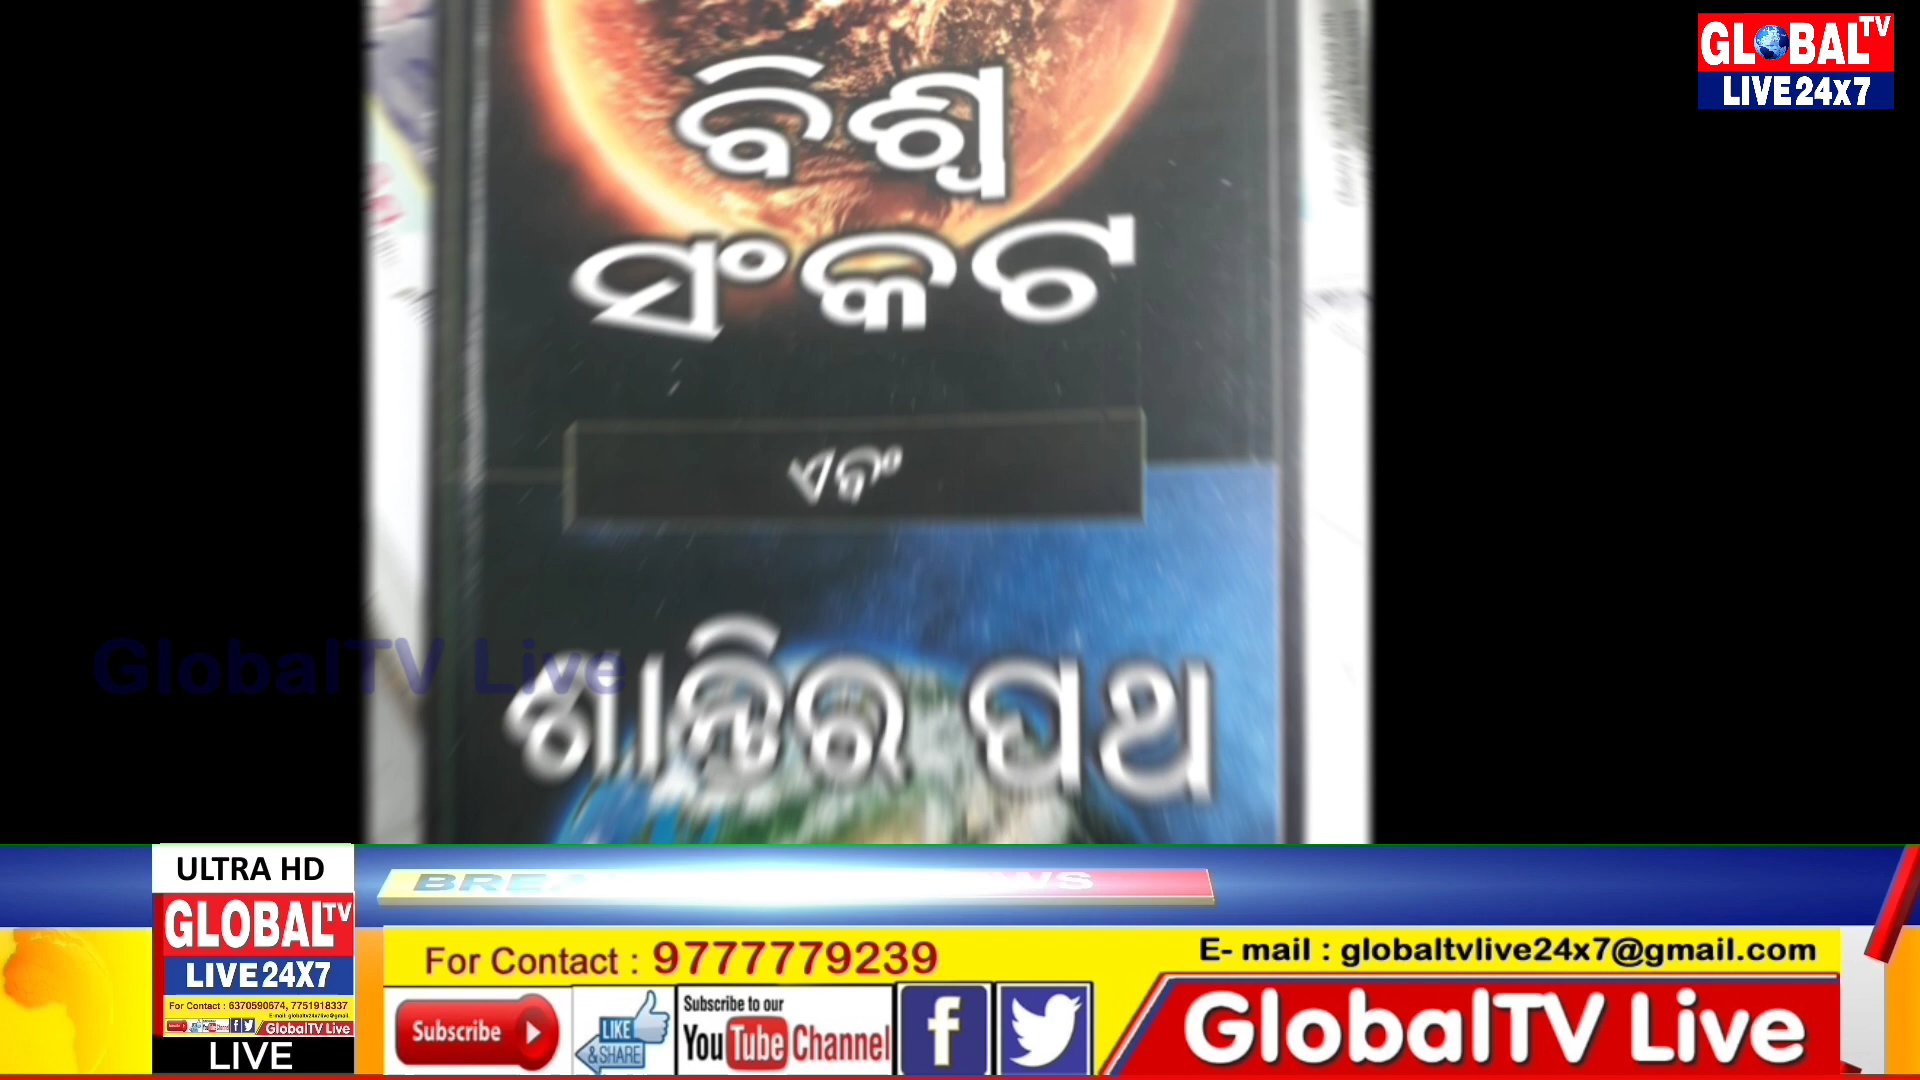 GLOBAL TV
LIVE 24X7
ବିଶ୍ୱ
ସଂକଟ
ଏବଂ
ଶାନ୍ତିର ପଥ
GlobalTV Live
ULTRA HD
GLOBAL TV
LIVE 24X7
For Contact : 6370590674, 7751918337
GlobalTV Live
LIVE
For Contact : 9777779239
E- mail : globaltvlive24x7@gmail.com
Subscribe
LIKE
& SHARE
Subscribe to our
YouTube Channel
GlobalTV Live